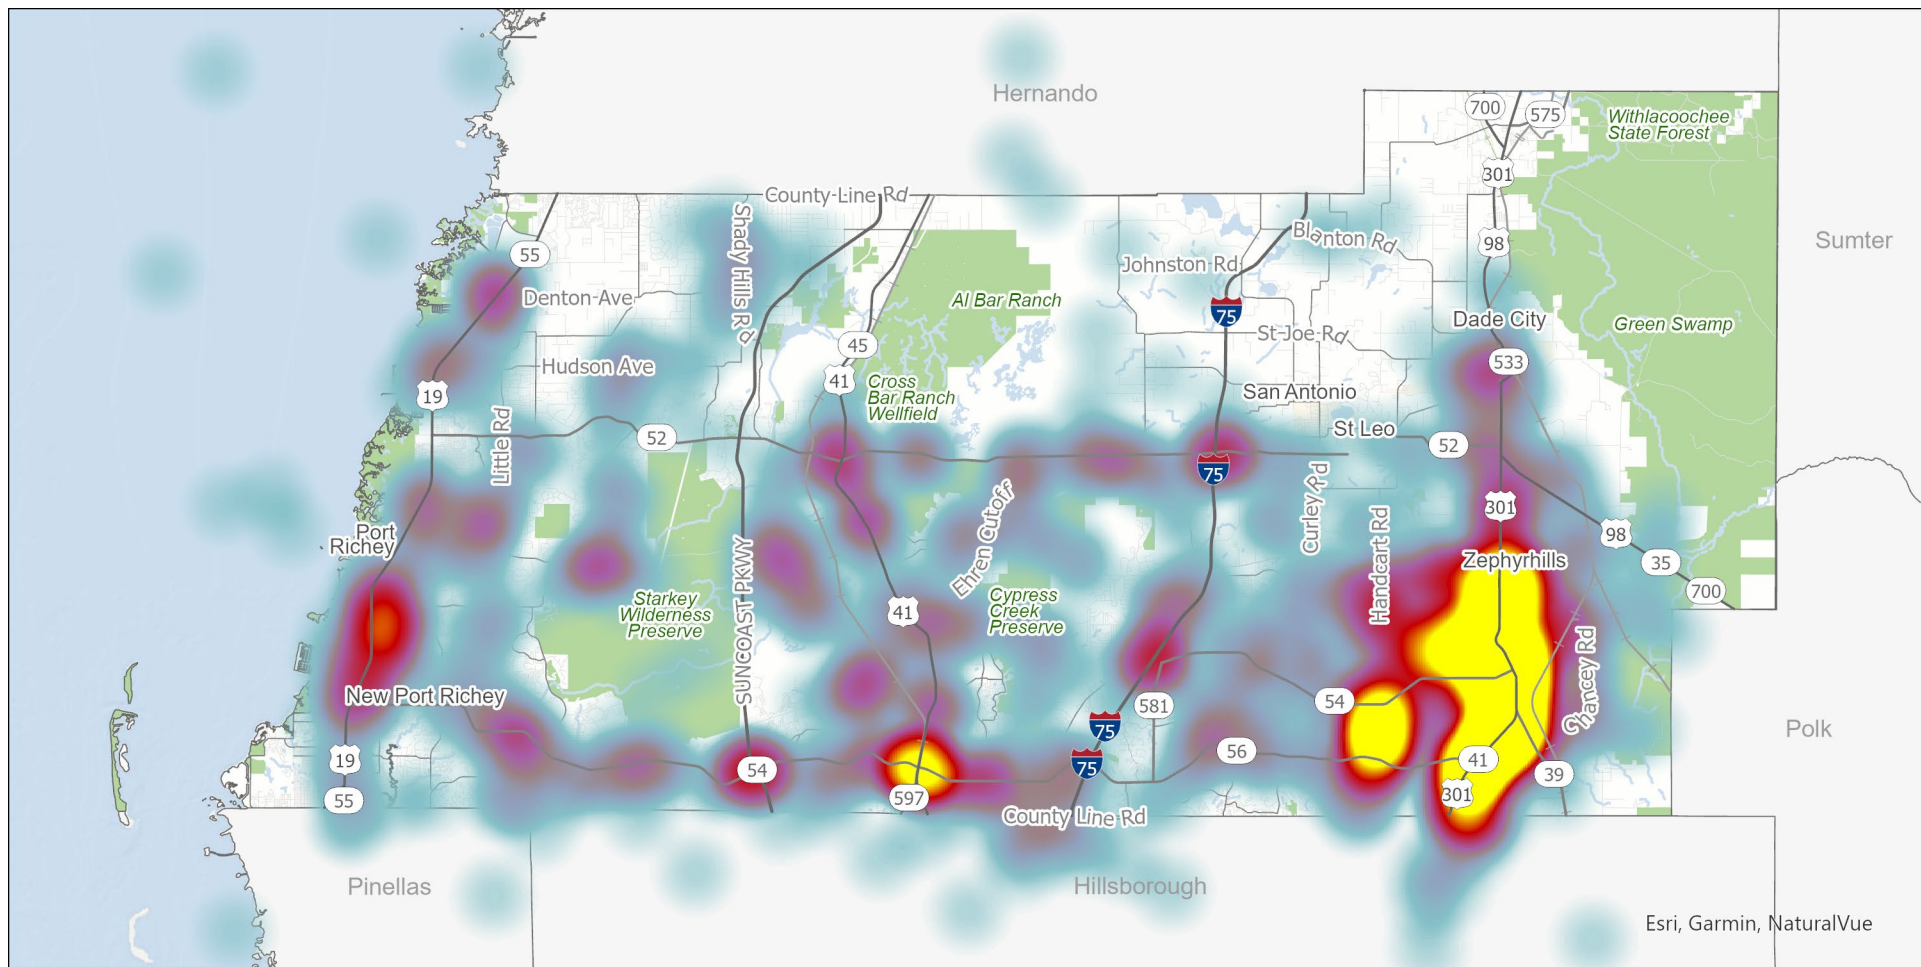 Hernando
700
575
Withlacoochee
State Forest
301
County Line Rd
Shady Hills Rd
55
98
Blanton Rd
Sumter
Johnston Rd
Denton Ave
Al Bar Ranch
75
Dade City
Green Swamp
St Joe Rd
45
Hudson Ave
533
41
Cross
Bar Ranch
Wellfield
19
San Antonio
Little Rd
52
St Leo
52
75
Curley Rd
Ehren Cutoff
301
Handcart Rd
Port
Richey
98
Zephyrhills
35
SUNCOAST PKWY
700
Starkey
Wilderness
Preserve
Cypress
Creek
Preserve
41
Chancey Rd
New Port Richey
54
581
75
Polk
56
19
75
41
54
39
597
301
55
County Line Rd
Pinellas
Hillsborough
Esri, Garmin, NaturalVue